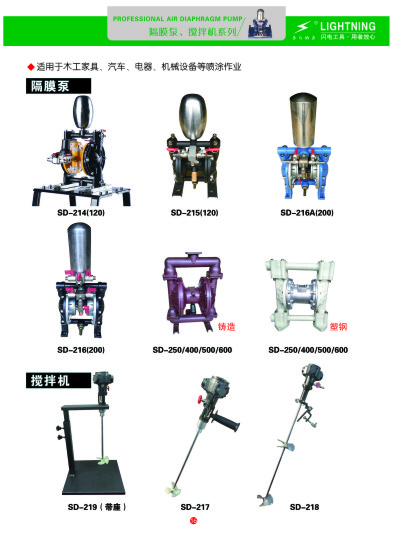 PROFESSIONAL AIR DIAPHRAGM PUMP
隔膜泵、搅拌机系列
LIGHTNING
闪电工具·用者放心
适用于木工家具、汽车、电器、机械设备等喷涂作业
隔膜泵
SD-214(120)
SD-215(120)
SD-216A(200)
铸造
塑钢
SD-216(200)
SD-250/400/500/600
SD-250/400/500/600
搅拌机
SD-219（带座）
SD-217
SD-218